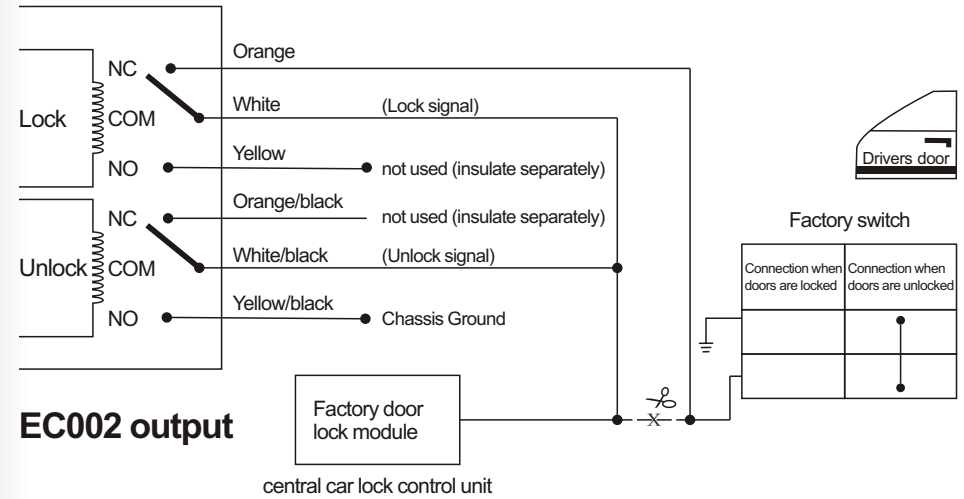 Orange
NC
White
(Lock signal)
Lock
COM
Yellow
NO
not used (insulate separately)
Orange/black
NC
not used (insulate separately)
White/black
(Unlock signal)
Unlock
COM
Yellow/black
NO
Chassis Ground
Drivers door
Factory switch
Connection when
doors are locked
Connection when
doors are unlocked
EC002 output
Factory door
lock module
X
central car lock control unit